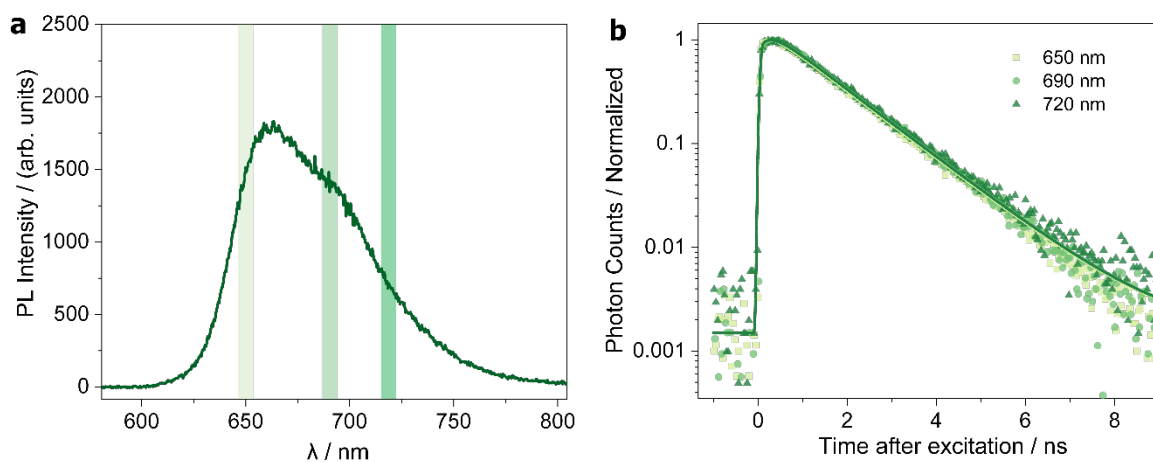 a
PL Intensity / (arb. units)
2500
2000
1500
1000
500
0
600
650
700
750
800
λ / nm
b
Photon Counts / Normalized
1
0.1
0.01
0.001
650 nm
690 nm
720 nm
0
2
4
6
8
Time after excitation / ns